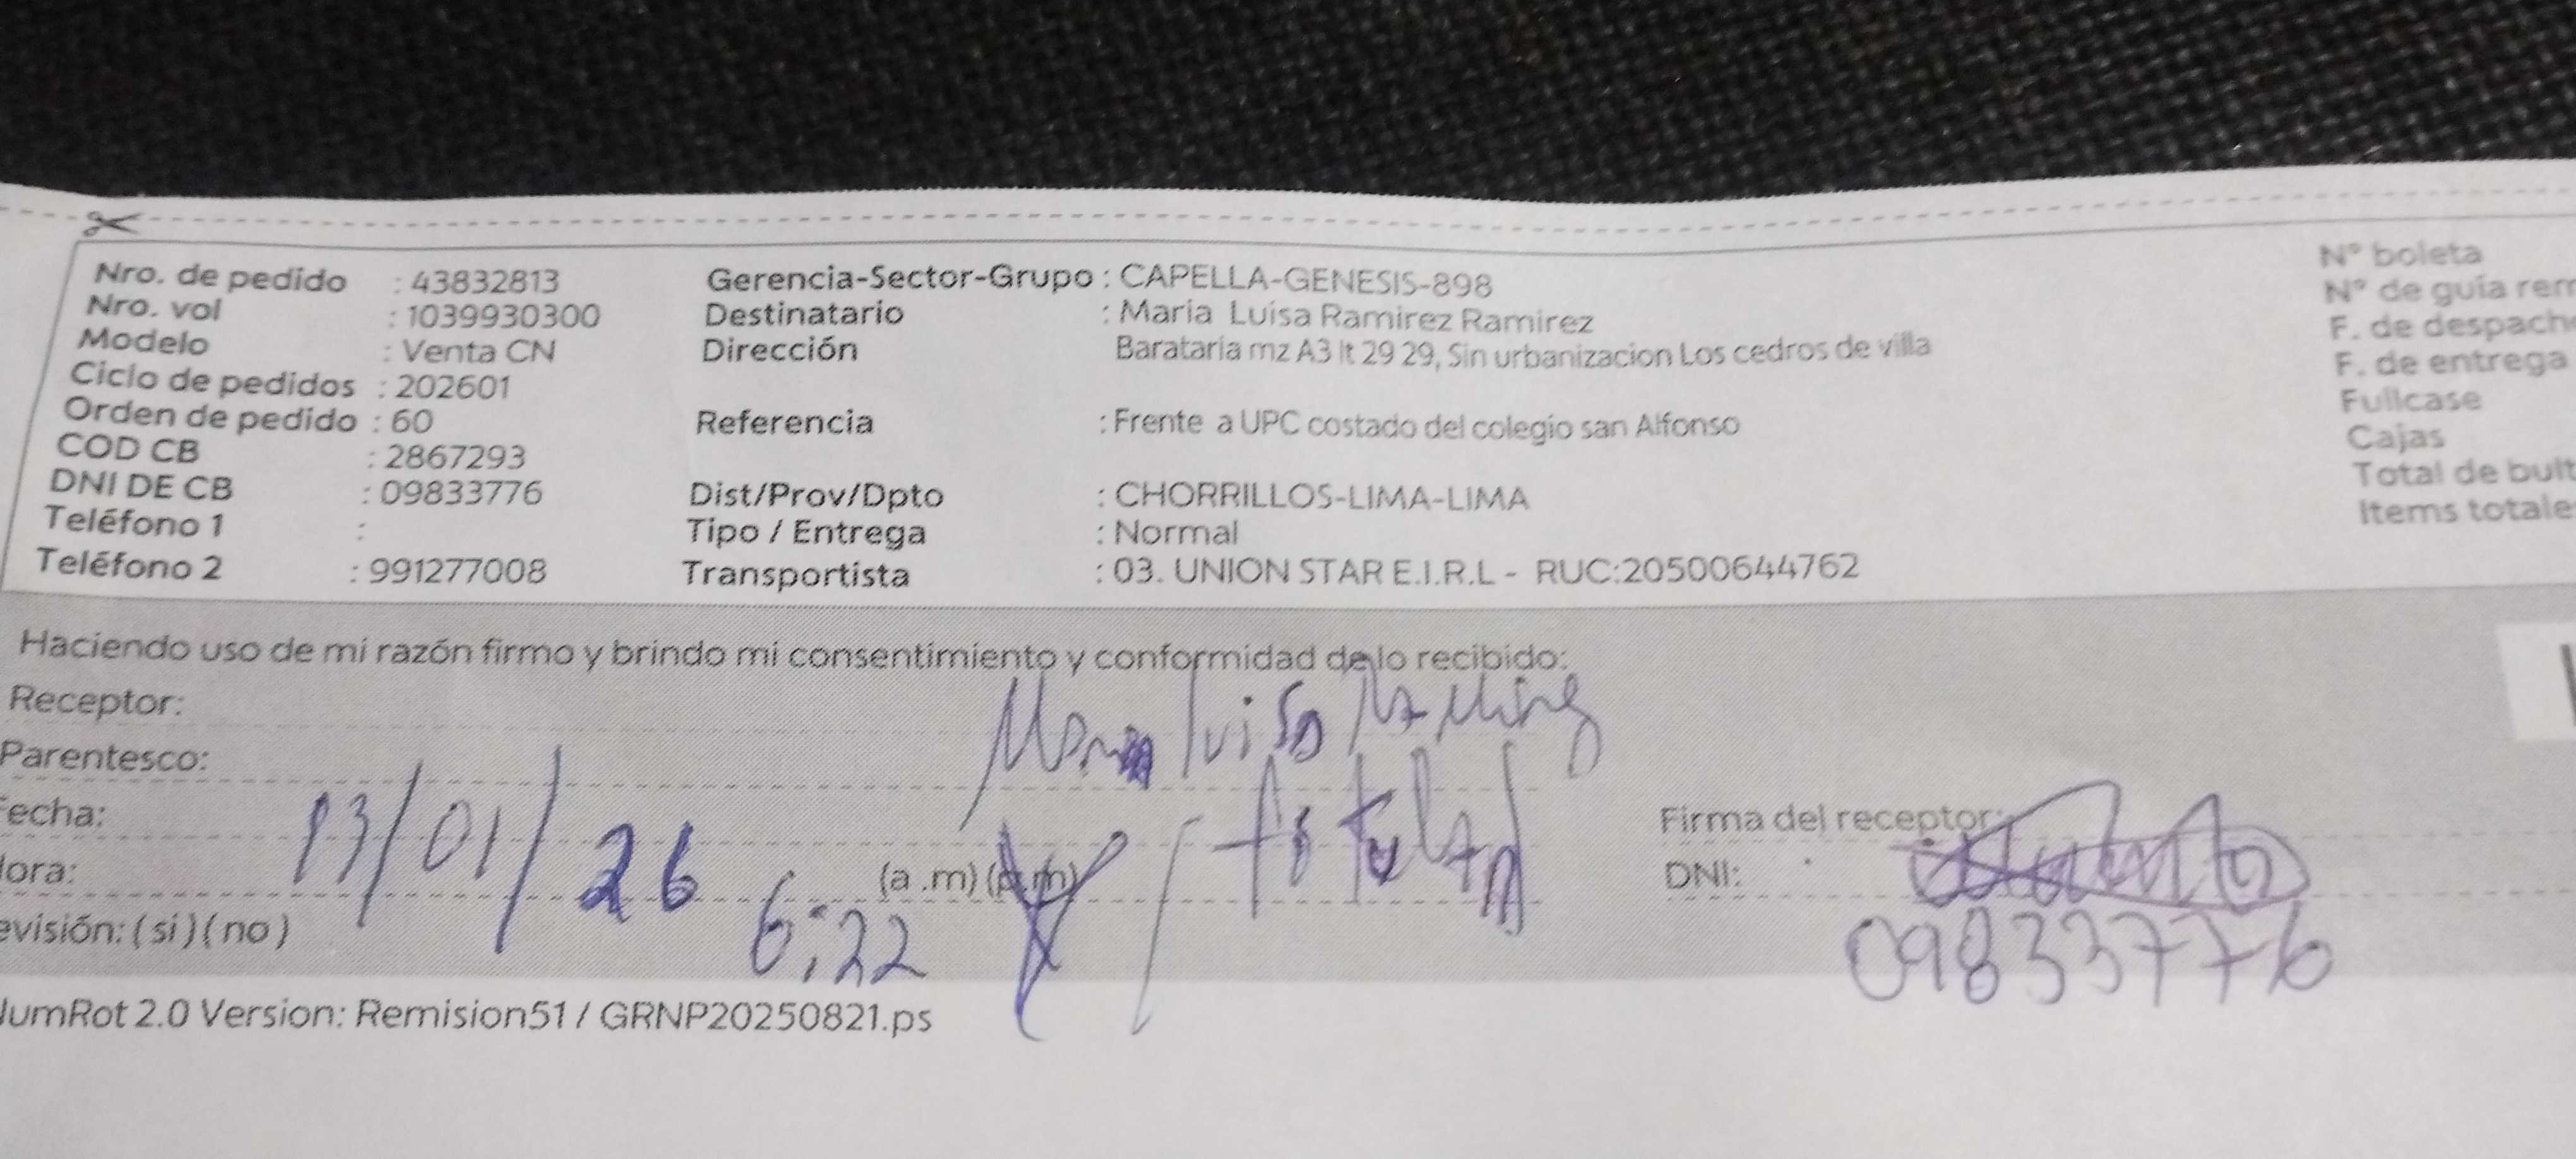 Nro. de pedido : 43832813
Nro. vol : 1039930300
Modelo : Venta CN
Ciclo de pedidos : 202601
Orden de pedido : 60
COD CB : 2867293
DNI DE CB : 09833776
Teléfono 1 :
Teléfono 2 : 991277008
Gerencia-Sector-Grupo : CAPELLA-GENESIS-898
Destinatario : Maria Luisa Ramirez Ramirez
Dirección Barataria mz A3 lt 29 29, Sin urbanizacion Los cedros de villa
Referencia : Frente a UPC costado del colegio san Alfonso
Dist/Prov/Dpto : CHORRILLOS-LIMA-LIMA
Tipo / Entrega : Normal
Transportista : 03. UNION STAR E.I.R.L - RUC:20500644762
N° boleta
N° de guía rem
F. de despach
F. de entrega
Fullcase
Cajas
Total de bult
Items totale
Haciendo uso de mi razón firmo y brindo mi consentimiento y conformidad de lo recibido:
Receptor: luisa
Parentesco:
echa: 13/01/26
ora: 6:22 (a .m) (p.m)
evisión: ( si ) ( no )
Firma del receptor:
DNI: 09833776
umRot 2.0 Version: Remision51 / GRNP20250821.ps